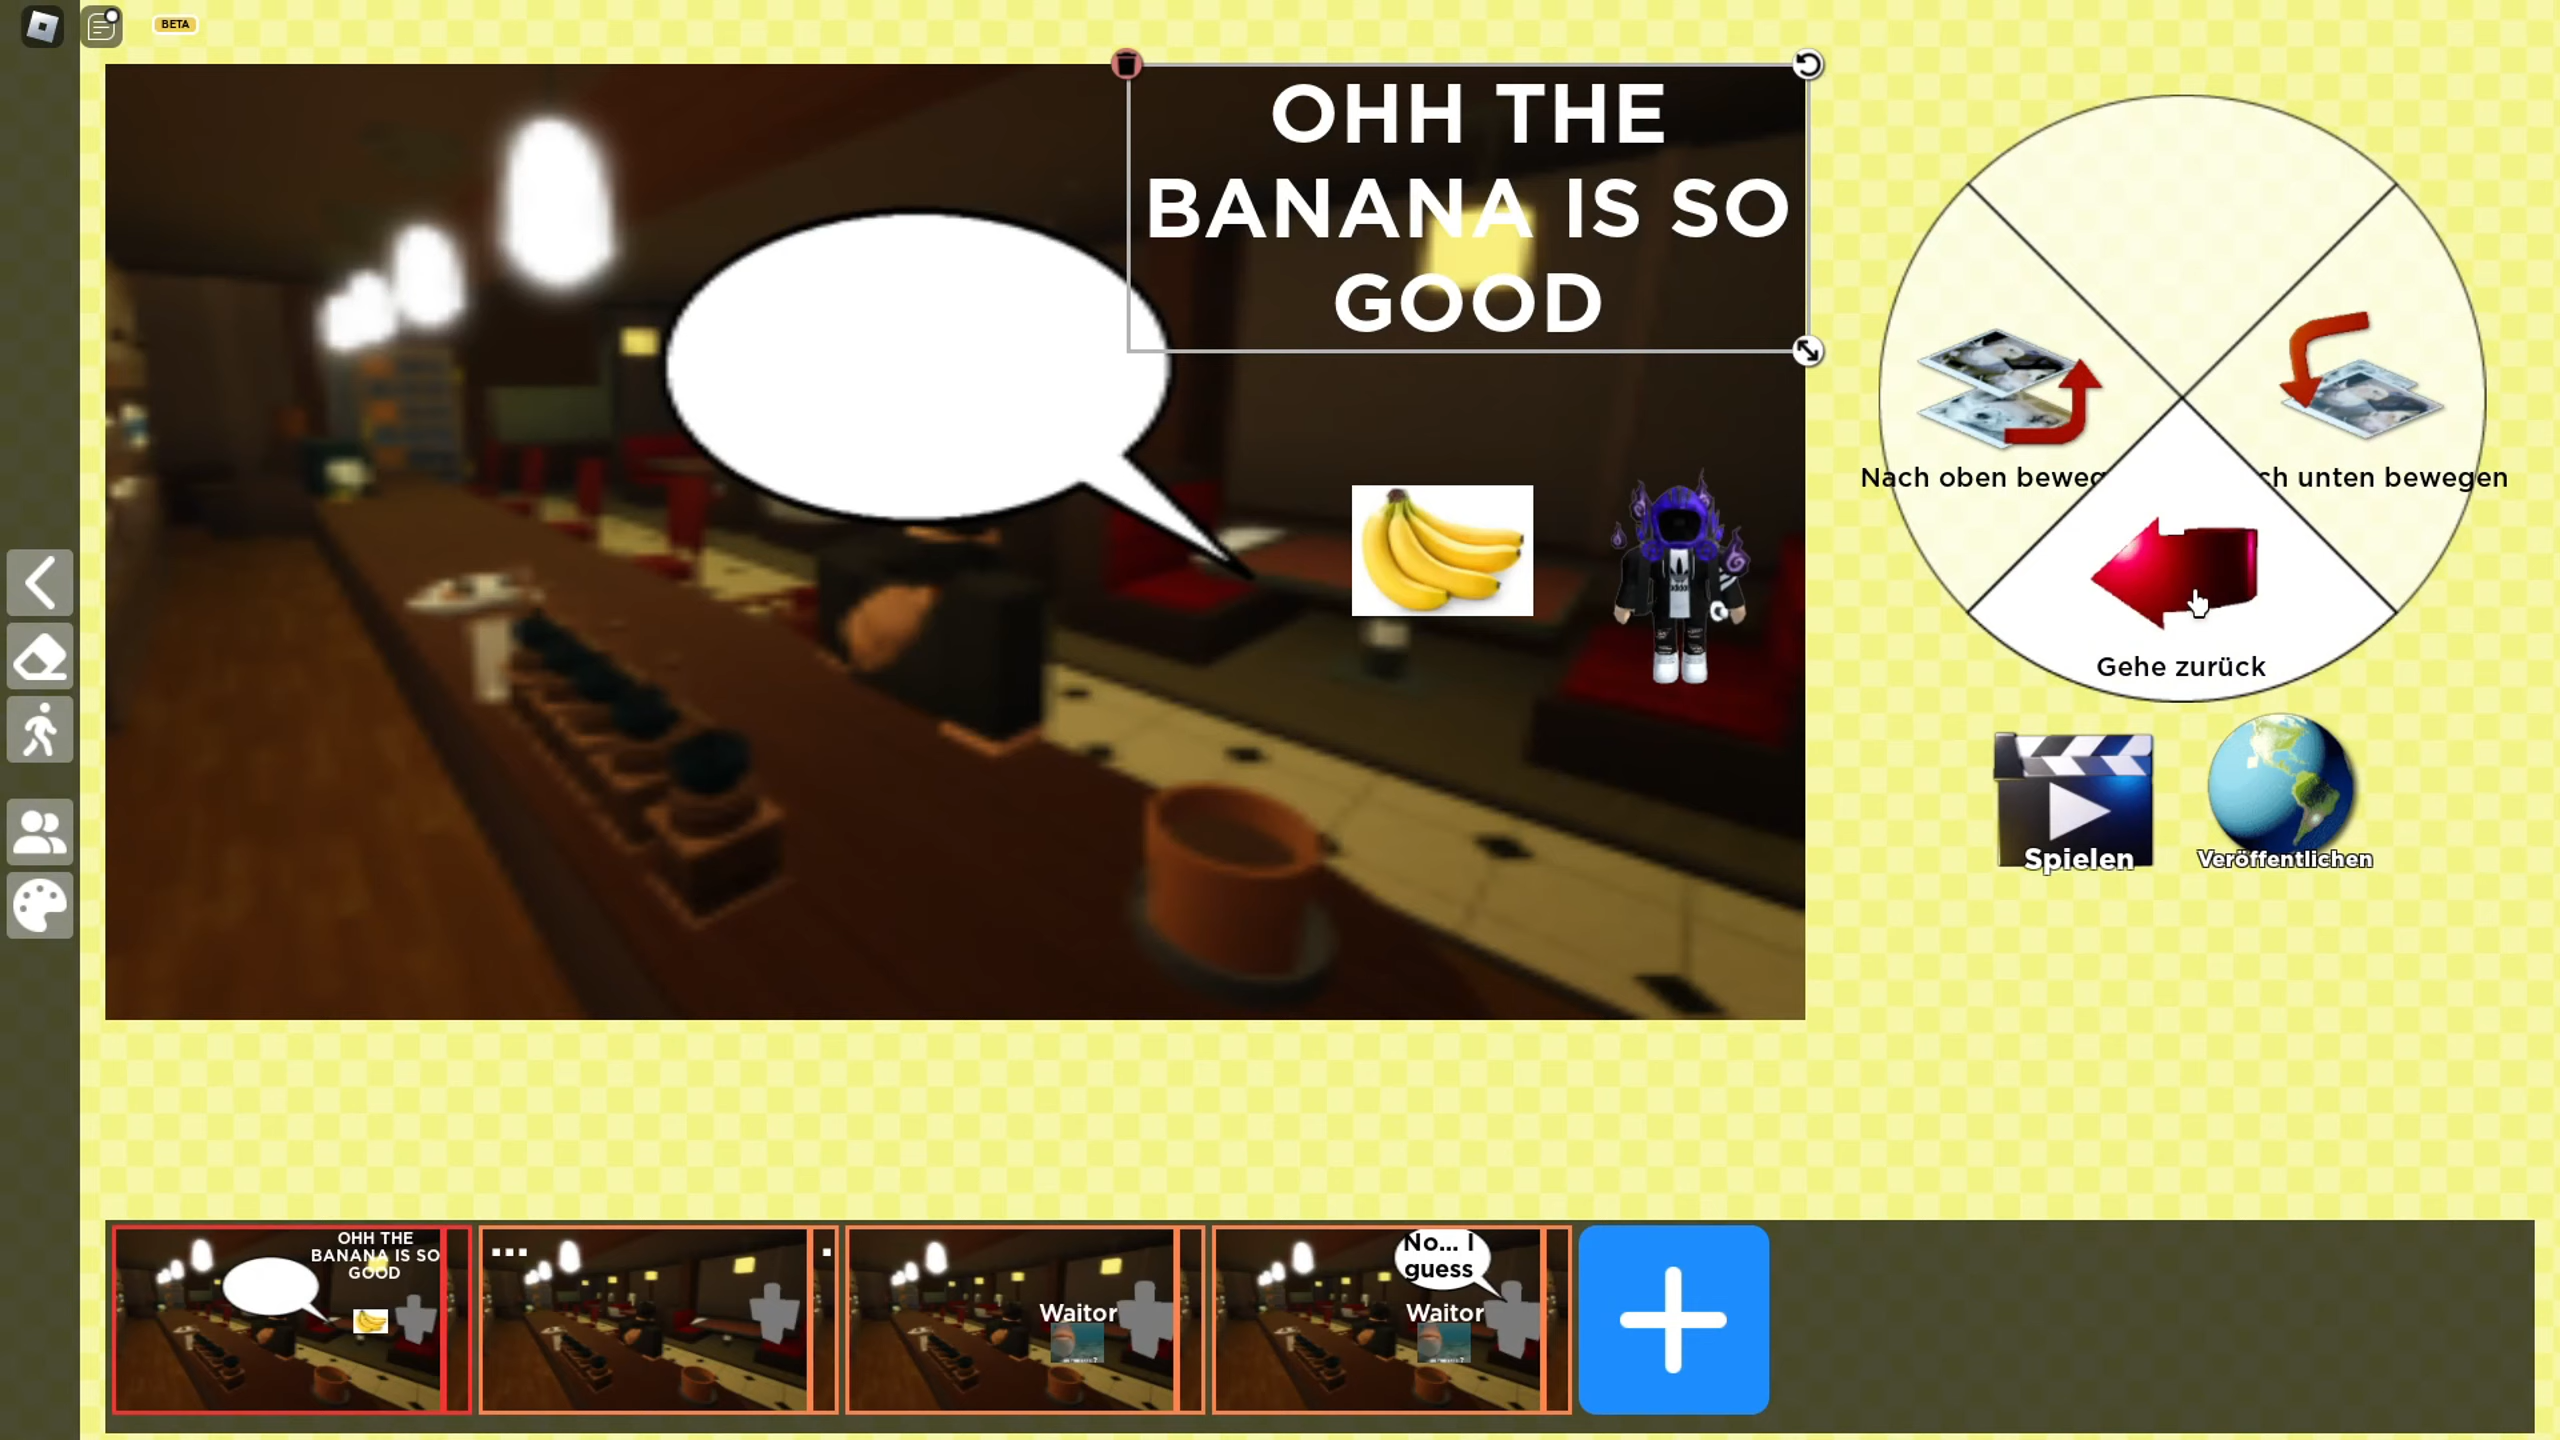 BETA
OHH THE
BANANA IS SO
GOOD
Nach oben beweg
ch unten bewegen
Gehe zurück
Spielen
Veröffentlichen
OHH THE
BANANA IS SO
GOOD
...
Waitor
No... I
guess
Waitor